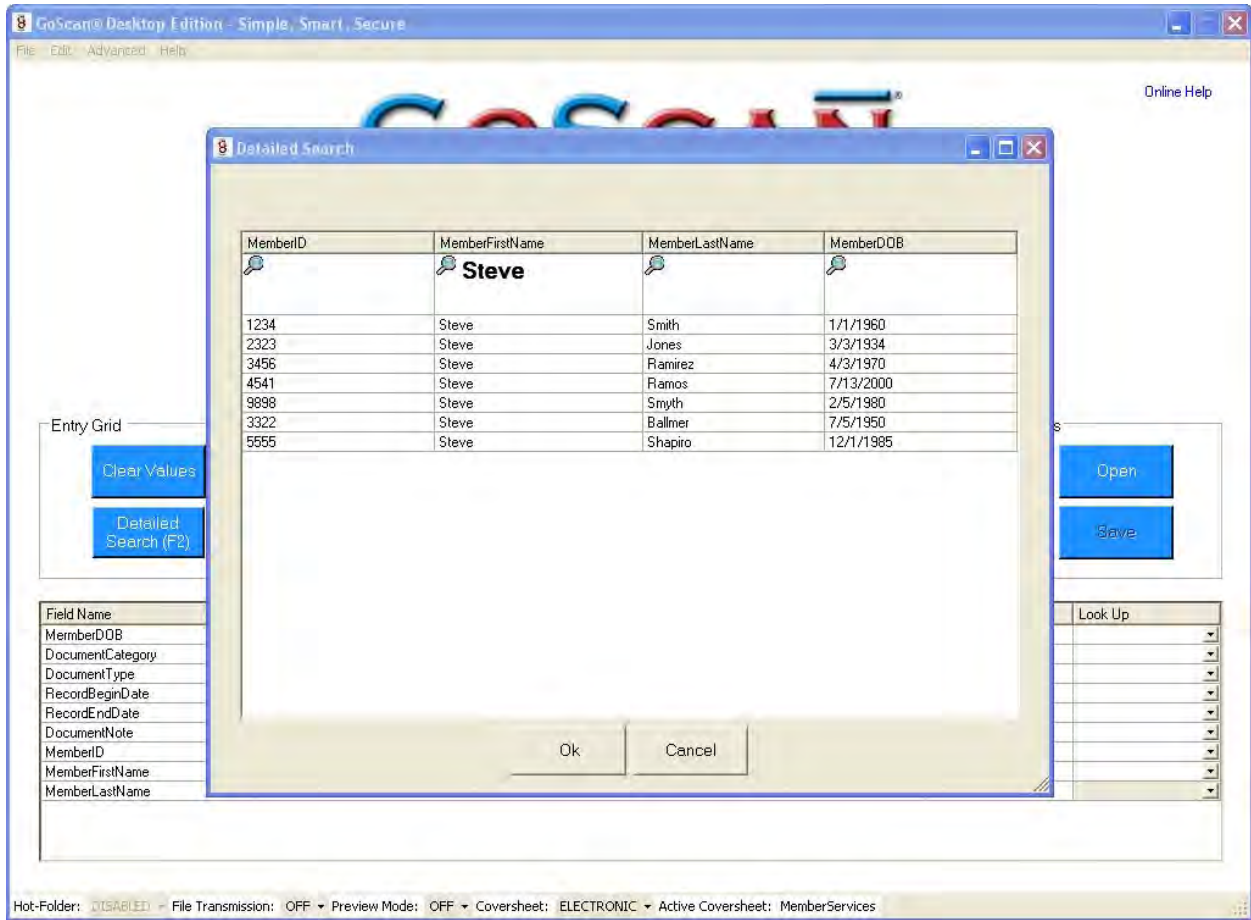 GoScan® Desktop Edition - Simple, Smart, Secure
File Edit Advanced Help
GOSCAN®
Online Help
Detailed Search
MemberID MemberFirstName MemberLastName MemberDOB
Steve
1234 Steve Smith 1/1/1960
2323 Steve Jones 3/3/1934
3456 Steve Ramirez 4/3/1970
4541 Steve Ramos 7/13/2000
9898 Steve Smyth 2/5/1980
3322 Steve Ballmer 7/5/1950
5555 Steve Shapiro 12/1/1985
Entry Grid s
Clear Values Open
Detailed
Search (F2) Save
Field Name Look Up
MermberDOB
DocumentCategory
DocumentType
RecordBeginDate
RecordEndDate
DocumentNote
MemberID
MemberFirstName
MemberLastName
Ok Cancel
Hot-Folder: DISABLED File Transmission: OFF Preview Mode: OFF Coversheet: ELECTRONIC Active Coversheet: MemberServices